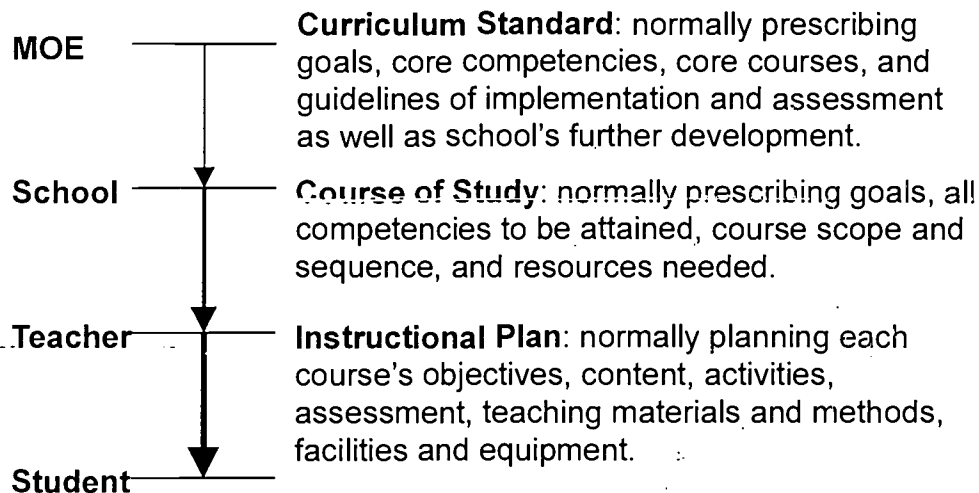 MOE
Curriculum Standard: normally prescribing
goals, core competencies, core courses, and
guidelines of implementation and assessment
as well as school's further development.
School
Course of Study: normally prescribing goals, all
competencies to be attained, course scope and
sequence, and resources needed.
Teacher
Instructional Plan: normally planning each
course's objectives, content, activities,
assessment, teaching materials and methods,
facilities and equipment.
Student